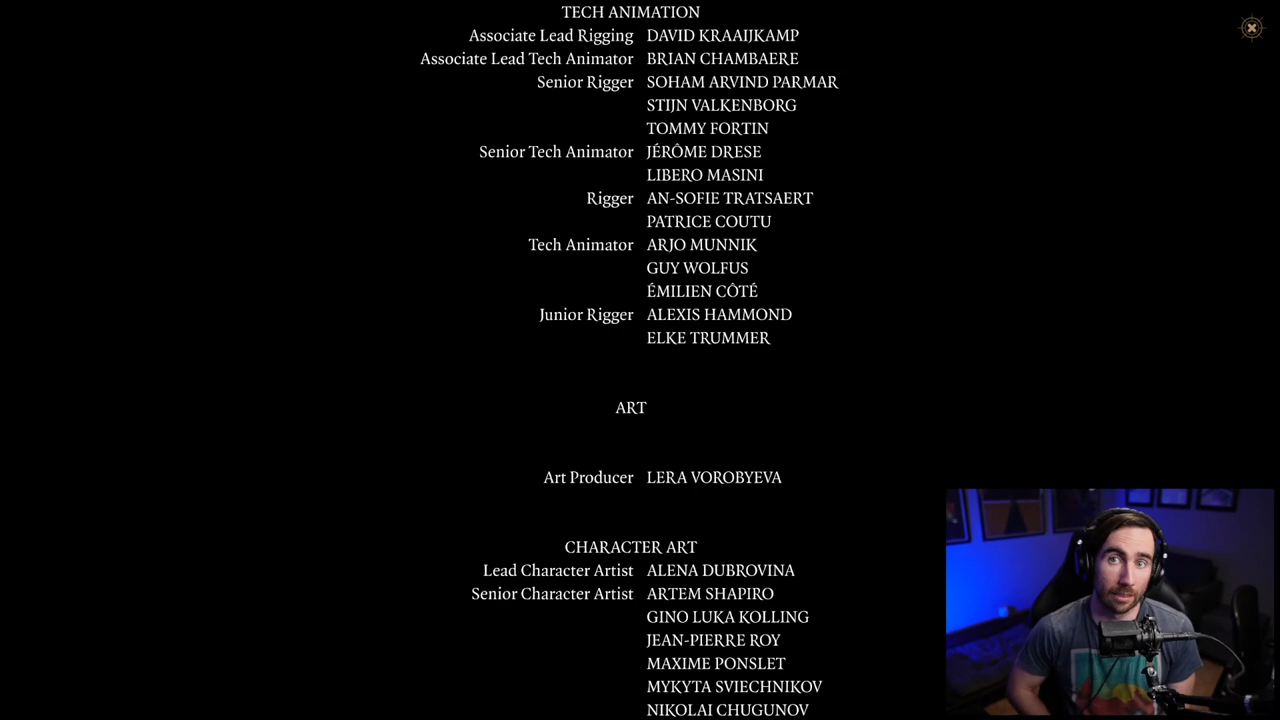 TECH ANIMATION
Associate Lead Rigging DAVID KRAAIJKAMP
Associate Lead Tech Animator BRIAN CHAMBAERE
Senior Rigger SOHAM ARVIND PARMAR
STIJN VALKENBORG
TOMMY FORTIN
Senior Tech Animator JÉRÔME DRESE
LIBERO MASINI
Rigger AN-SOFIE TRATSAERT
PATRICE COUTU
Tech Animator ARJO MUNNIK
GUY WOLFUS
ÉMILIEN CÔTÉ
Junior Rigger ALEXIS HAMMOND
ELKE TRUMMER
ART
Art Producer LERA VOROBYEVA
CHARACTER ART
Lead Character Artist ALENA DUBROVINA
Senior Character Artist ARTEM SHAPIRO
GINO LUKA KOLLING
JEAN-PIERRE ROY
MAXIME PONSLET
MYKYTA SVIECHNIKOV
NIKOLAI CHUGUNOV